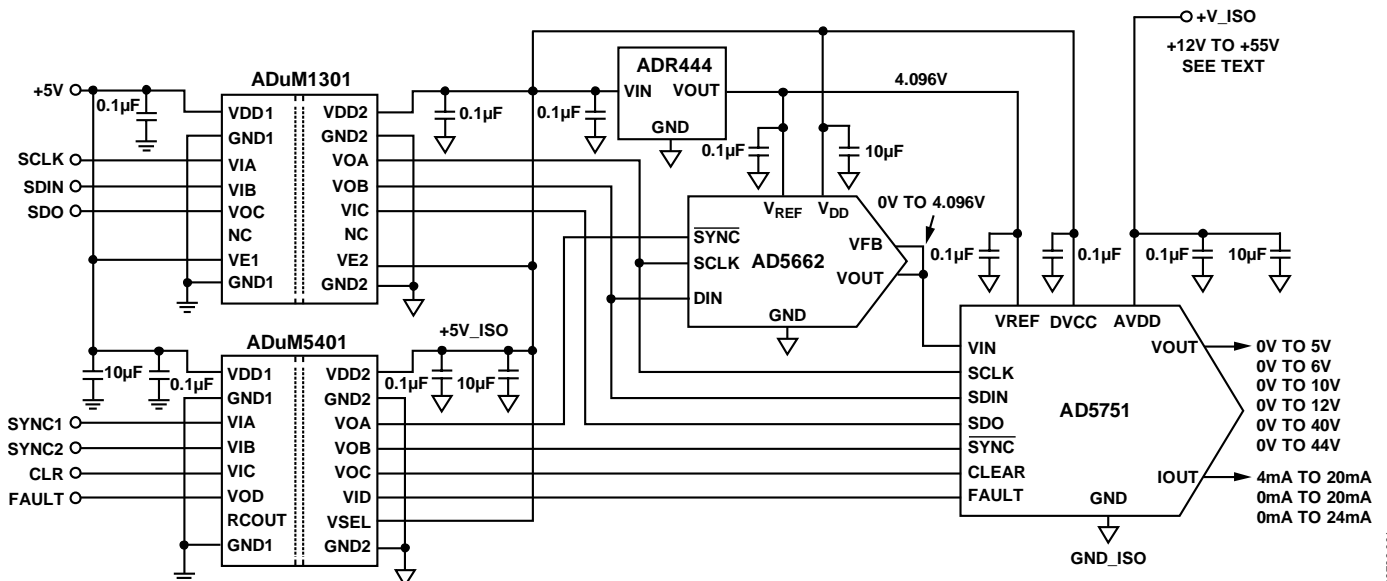 +V_ISO
+12V TO +55V
SEE TEXT
ADuM1301
+5V
0.1µF
VDD1
GND1
VIA
VIB
VOC
NC
VE1
GND1
SCLK
SDIN
SDO
VDD2
GND2
VOA
VOB
VIC
NC
VE2
GND2
0.1µF
0.1µF
ADR444
VIN
VOUT
GND
4.096V
0.1µF
10µF
VREF
VDD
0V TO 4.096V
SYNC
SCLK
DIN
AD5662
VFB
VOUT
GND
0.1µF
0.1µF
0.1µF
10µF
ADuM5401
+5V_ISO
10µF
0.1µF
VDD1
GND1
VIA
VIB
VIC
VOD
RCOUT
GND1
SYNC1
SYNC2
CLR
FAULT
VDD2
GND2
VOA
VOB
VOC
VID
VSEL
GND2
0.1µF
10µF
VREF
DVCC
AVDD
VIN
SCLK
SDIN
SDO
SYNC
CLEAR
FAULT
AD5751
VOUT
IOUT
GND
GND_ISO
0V TO 5V
0V TO 6V
0V TO 10V
0V TO 12V
0V TO 40V
0V TO 44V
4mA TO 20mA
0mA TO 20mA
0mA TO 24mA